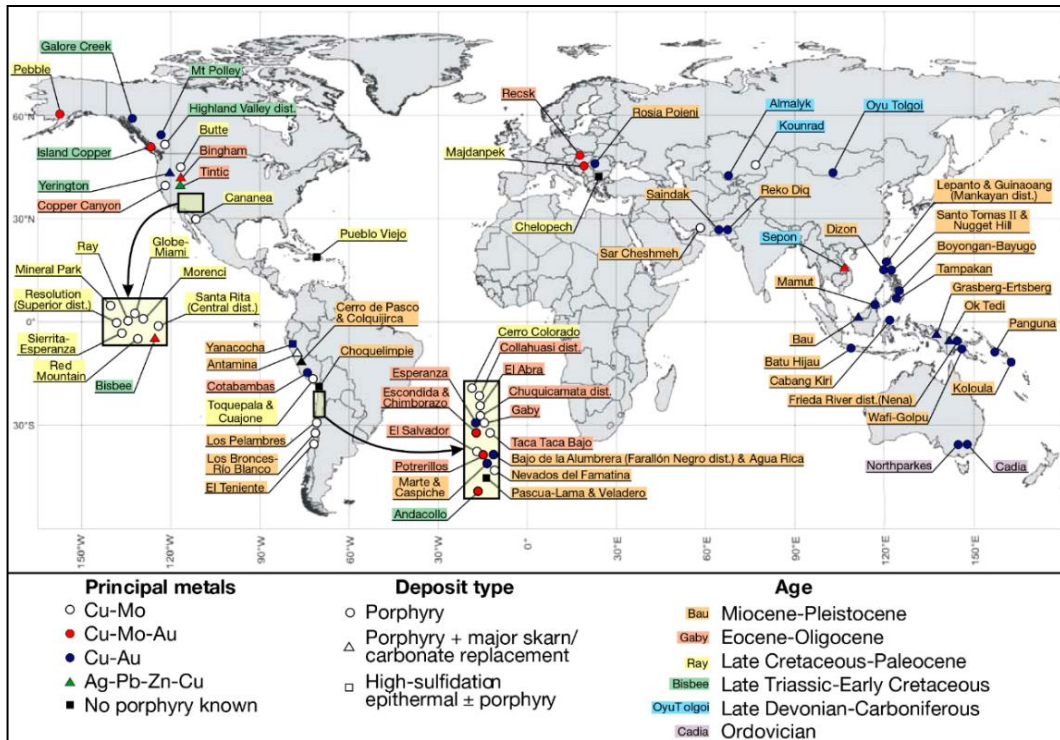 Galore Creek
Pebble
Mt Polley
Highland Valley dist.
Butte
Bingham
Island Copper
Tintic
Yerington
Copper Canyon
Cananea
Ray
Globe-
Miami
Mineral Park
Morenci
Resolution
(Superior dist.)
Santa Rita
(Central dist.)
Sierrita-
Esperanza
Red
Mountain
Bisbee
Pueblo Viejo
Cerro de Pasco
& Colquijirca
Yanacocha
Antamina
Choquelimpie
Cotabambas
Toquepala &
Cuajone
Los Pelambres
Los Bronces-
Río Blanco
El Teniente
Cerro Colorado
Collahuasi dist.
Esperanza
El Abra
Escondida &
Chimborazo
Chuquicamata dist.
Gaby
El Salvador
Taca Taca Bajo
Potrerillos
Bajo de la Alumbrera (Farallón Negro dist.) & Agua Rica
Marte &
Caspiche
Nevados del Famatina
Pascua-Lama & Veladero
Andacollo
Recsk
Rosia Poieni
Majdanpek
Chelopech
Almalyk
Kounrad
Oyu Tolgoi
Saindak
Reko Diq
Sar Cheshmeh
Sepon
Dizon
Lepanto & Guinaoang
(Mankayan dist.)
Santo Tomas II &
Nugget Hill
Boyongan-Bayugo
Mamut
Tampakan
Grasberg-Ertsberg
Ok Tedi
Panguna
Bau
Batu Hijau
Cabang Kiri
Koloula
Frieda River dist.(Nena)
Wafi-Golpu
Northparkes
Cadia
60°N
30°N
0°
30°S
150°W
120°W
90°W
60°W
0°
30°E
60°E
90°E
120°E
150°E
Principal metals
Cu-Mo
Cu-Mo-Au
Cu-Au
Ag-Pb-Zn-Cu
No porphyry known
Deposit type
Porphyry
Porphyry + major skarn/
carbonate replacement
High-sulfidation
epithermal ± porphyry
Age
Bau Miocene-Pleistocene
Gaby Eocene-Oligocene
Ray Late Cretaceous-Paleocene
Bisbee Late Triassic-Early Cretaceous
OyuTolgoi Late Devonian-Carboniferous
Cadia Ordovician